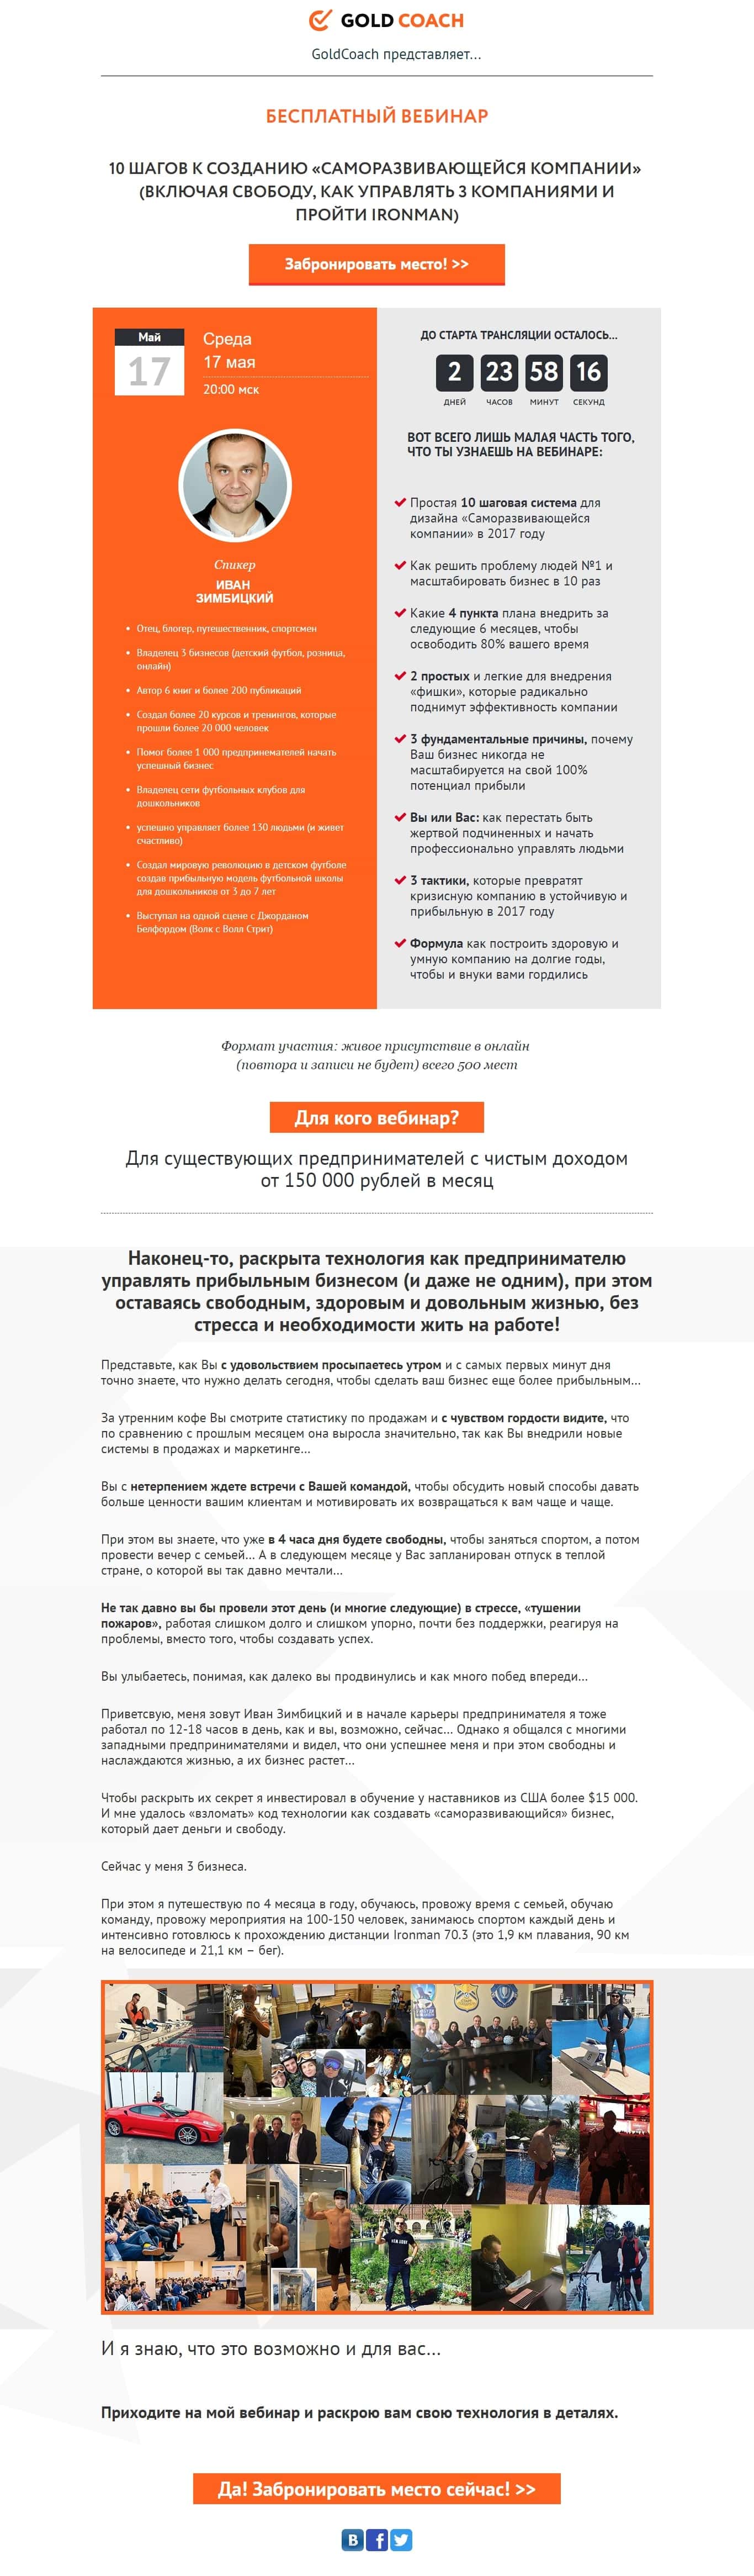 GOLD COACH
GoldCoach представляет...
БЕСПЛАТНЫЙ ВЕБИНАР
10 ШАГОВ К СОЗДАНИЮ «САМОРАЗВИВАЮЩЕЙСЯ КОМПАНИИ»
(ВКЛЮЧАЯ СВОБОДУ, КАК УПРАВЛЯТЬ 3 КОМПАНИЯМИ И
ПРОЙТИ IRONMAN)
Забронировать место! >>
Май
17
Среда
17 мая
20:00 мск
Спикер
ИВАН
ЗИМБИЦКИЙ
• Отец, блогер, путешественник, спортсмен
• Владелец 3 бизнесов (детский футбол, розница,
онлайн)
• Автор 6 книг и более 200 публикаций
• Создал более 20 курсов и тренингов, которые
прошли более 20 000 человек
• Помог более 1 000 предпринемателей начать
успешный бизнес
• Владелец сети футбольных клубов для
дошкольников
• успешно управляет более 130 людьми (и живет
счастливо)
• Создал мировую революцию в детском футболе
создав прибыльную модель футбольной школы
для дошкольников от 3 до 7 лет
• Выступал на одной сцене с Джорданом
Белфордом (Волк с Волл Стрит)
ДО СТАРТА ТРАНСЛЯЦИИ ОСТАЛОСЬ...
2 23 58 16
ДНЕЙ ЧАСОВ МИНУТ СЕКУНД
ВОТ ВСЕГО ЛИШЬ МАЛАЯ ЧАСТЬ ТОГО,
ЧТО ТЫ УЗНАЕШЬ НА ВЕБИНАРЕ:
Простая 10 шаговая система для
дизайна «Саморазвивающейся
компании» в 2017 году
Как решить проблему людей №1 и
масштабировать бизнес в 10 раз
Какие 4 пункта плана внедрить за
следующие 6 месяцев, чтобы
освободить 80% вашего время
2 простых и легкие для внедрения
«фишки», которые радикально
поднимут эффективность компании
3 фундаментальные причины, почему
Ваш бизнес никогда не
масштабируется на свой 100%
потенциал прибыли
Вы или Вас: как перестать быть
жертвой подчиненных и начать
профессионально управлять людьми
3 тактики, которые превратят
кризисную компанию в устойчивую и
прибыльную в 2017 году
Формула как построить здоровую и
умную компанию на долгие годы,
чтобы и внуки вами гордились
Формат участия: живое присутствие в онлайн
(повтора и записи не будет) всего 500 мест
Для кого вебинар?
Для существующих предпринимателей с чистым доходом
от 150 000 рублей в месяц
Наконец-то, раскрыта технология как предпринимателю
управлять прибыльным бизнесом (и даже не одним), при этом
оставаясь свободным, здоровым и довольным жизнью, без
стресса и необходимости жить на работе!
Представьте, как Вы с удовольствием просыпаетесь утром и с самых первых минут дня
точно знаете, что нужно делать сегодня, чтобы сделать ваш бизнес еще более прибыльным...
За утренним кофе Вы смотрите статистику по продажам и с чувством гордости видите, что
по сравнению с прошлым месяцем она выросла значительно, так как Вы внедрили новые
системы в продажах и маркетинге...
Вы с нетерпением ждете встречи с Вашей командой, чтобы обсудить новый способы давать
больше ценности вашим клиентам и мотивировать их возвращаться к вам чаще и чаще.
При этом вы знаете, что уже в 4 часа дня будете свободны, чтобы заняться спортом, а потом
провести вечер с семьей... А в следующем месяце у Вас запланирован отпуск в теплой
стране, о которой вы так давно мечтали...
Не так давно вы бы провели этот день (и многие следующие) в стрессе, «тушении
пожаров», работая слишком долго и слишком упорно, почти без поддержки, реагируя на
проблемы, вместо того, чтобы создавать успех.
Вы улыбаетесь, понимая, как далеко вы продвинулись и как много побед впереди...
Приветсвую, меня зовут Иван Зимбицкий и в начале карьеры предпринимателя я тоже
работал по 12-18 часов в день, как и вы, возможно, сейчас... Однако я общался с многими
западными предпринимателями и видел, что они успешнее меня и при этом свободны и
наслаждаются жизнью, а их бизнес растет...
Чтобы раскрыть их секрет я инвестировал в обучение у наставников из США более $15 000.
И мне удалось «взломать» код технологии как создавать «саморазвивающийся» бизнес,
который дает деньги и свободу.
Сейчас у меня 3 бизнеса.
При этом я путешествую по 4 месяца в году, обучаюсь, провожу время с семьей, обучаю
команду, провожу мероприятия на 100-150 человек, занимаюсь спортом каждый день и
интенсивно готовлюсь к прохождению дистанции Ironman 70.3 (это 1,9 км плавания, 90 км
на велосипеде и 21,1 км – бег).
И я знаю, что это возможно и для вас...
Приходите на мой вебинар и раскрою вам свою технология в деталях.
Да! Забронировать место сейчас! >>